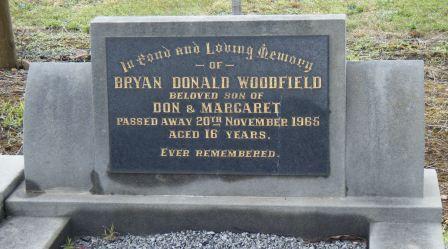 In Fond and Loving Memory
– OF –
BRYAN DONALD WOODFIELD
BELOVED SON OF
DON & MARGARET
PASSED AWAY 20TH NOVEMBER 1965
AGED 16 YEARS.
EVER REMEMBERED.